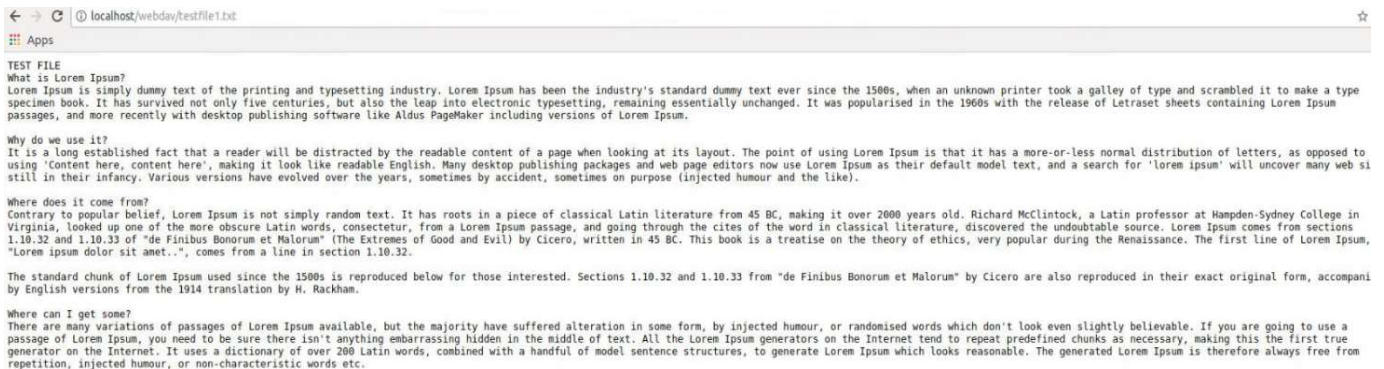 localhost/webdav/testfile1.txt
Apps
TEST FILE
What is Lorem Ipsum?
Lorem Ipsum is simply dummy text of the printing and typesetting industry. Lorem Ipsum has been the industry's standard dummy text ever since the 1500s, when an unknown printer took a galley of type and scrambled it to make a type
specimen book. It has survived not only five centuries, but also the leap into electronic typesetting, remaining essentially unchanged. It was popularised in the 1960s with the release of Letraset sheets containing Lorem Ipsum
passages, and more recently with desktop publishing software like Aldus PageMaker including versions of Lorem Ipsum.
Why do we use it?
It is a long established fact that a reader will be distracted by the readable content of a page when looking at its layout. The point of using Lorem Ipsum is that it has a more-or-less normal distribution of letters, as opposed to
using 'Content here, content here', making it look like readable English. Many desktop publishing packages and web page editors now use Lorem Ipsum as their default model text, and a search for 'lorem ipsum' will uncover many web si
still in their infancy. Various versions have evolved over the years, sometimes by accident, sometimes on purpose (injected humour and the like).
Where does it come from?
Contrary to popular belief, Lorem Ipsum is not simply random text. It has roots in a piece of classical Latin literature from 45 BC, making it over 2000 years old. Richard McClintock, a Latin professor at Hampden-Sydney College in
Virginia, looked up one of the more obscure Latin words, consectetur, from a Lorem Ipsum passage, and going through the cites of the word in classical literature, discovered the undoubtable source. Lorem Ipsum comes from sections
1.10.32 and 1.10.33 of "de Finibus Bonorum et Malorum" (The Extremes of Good and Evil) by Cicero, written in 45 BC. This book is a treatise on the theory of ethics, very popular during the Renaissance. The first line of Lorem Ipsum,
"Lorem ipsum dolor sit amet..", comes from a line in section 1.10.32.
The standard chunk of Lorem Ipsum used since the 1500s is reproduced below for those interested. Sections 1.10.32 and 1.10.33 from "de Finibus Bonorum et Malorum" by Cicero are also reproduced in their exact original form, accompani
by English versions from the 1914 translation by H. Rackham.
Where can I get some?
There are many variations of passages of Lorem Ipsum available, but the majority have suffered alteration in some form, by injected humour, or randomised words which don't look even slightly believable. If you are going to use a
passage of Lorem Ipsum, you need to be sure there isn't anything embarrassing hidden in the middle of text. All the Lorem Ipsum generators on the Internet tend to repeat predefined chunks as necessary, making this the first true
generator on the Internet. It uses a dictionary of over 200 Latin words, combined with a handful of model sentence structures, to generate Lorem Ipsum which looks reasonable. The generated Lorem Ipsum is therefore always free from
repetition, injected humour, or non-characteristic words etc.